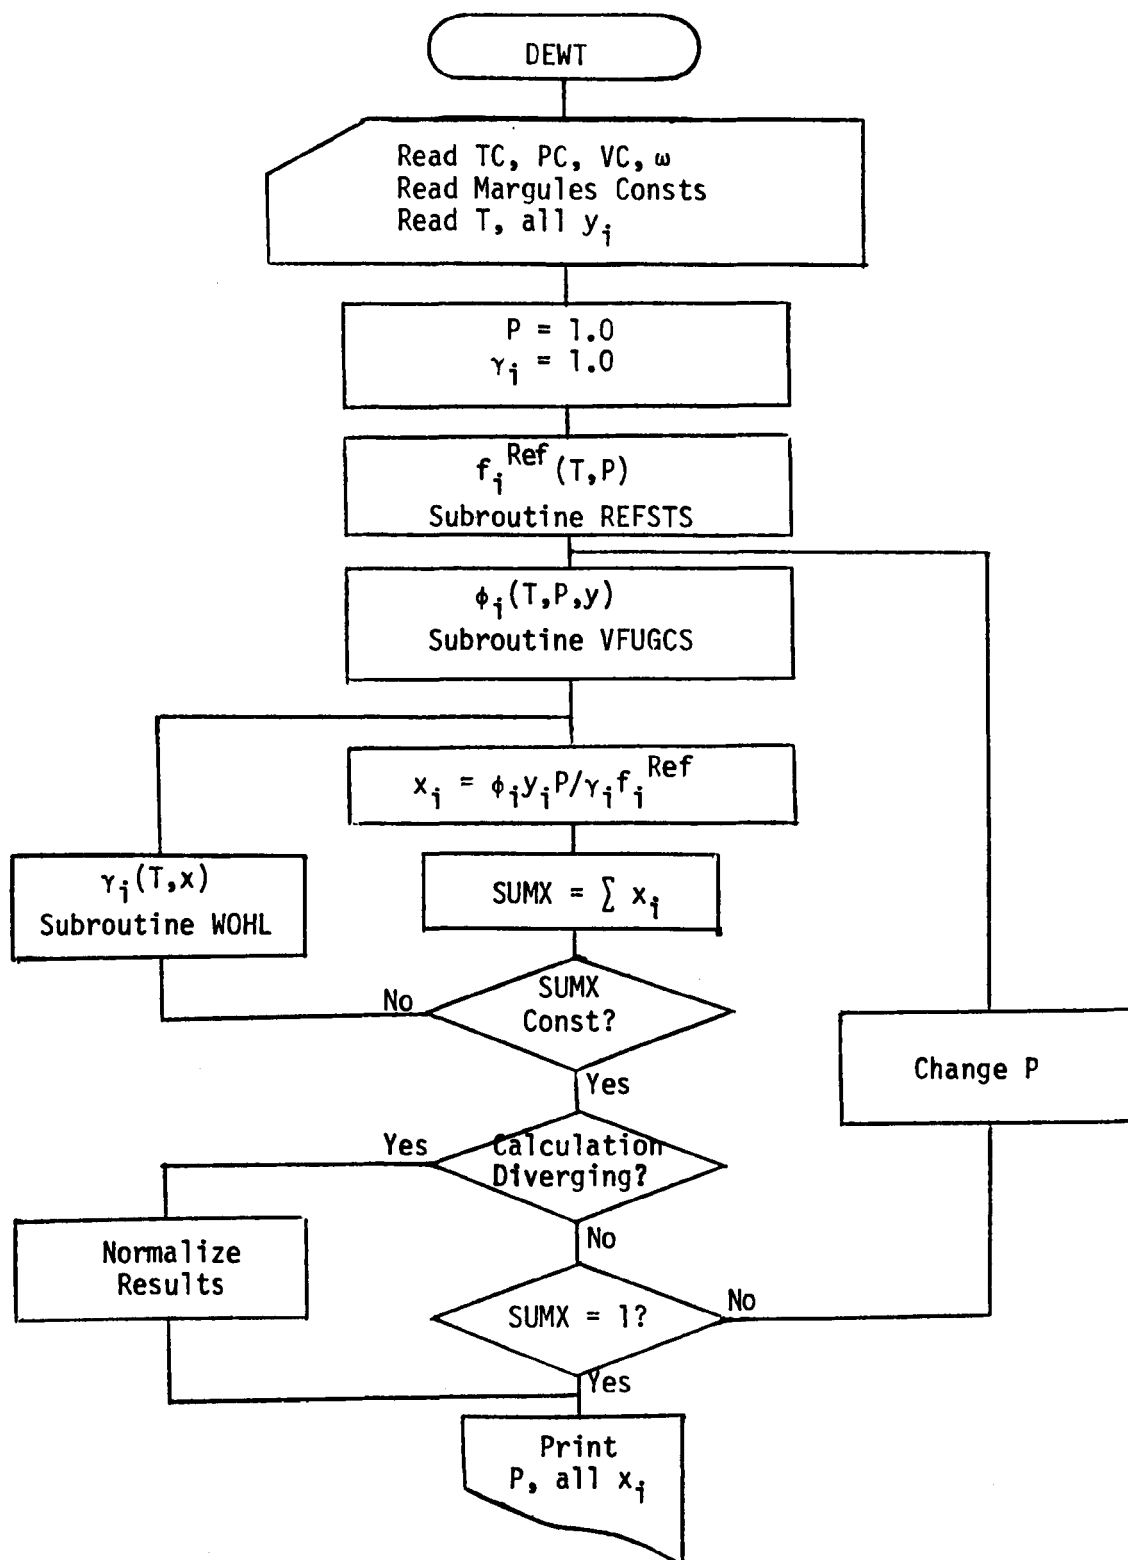 DEWT
Read TC, PC, VC, ω
Read Margules Consts
Read T, all yᵢ
P = 1.0
γᵢ = 1.0
fᵢ^Ref (T,P)
Subroutine REFSTS
ϕᵢ(T,P,y)
Subroutine VFUGCS
xᵢ = ϕᵢyᵢP/γᵢfᵢ^Ref
γᵢ(T,x)
Subroutine WOHL
SUMX = ∑ xᵢ
SUMX
Const?
No
Yes
Change P
Calculation
Diverging?
Yes
No
Normalize
Results
SUMX = 1?
No
Yes
Print
P, all xᵢ